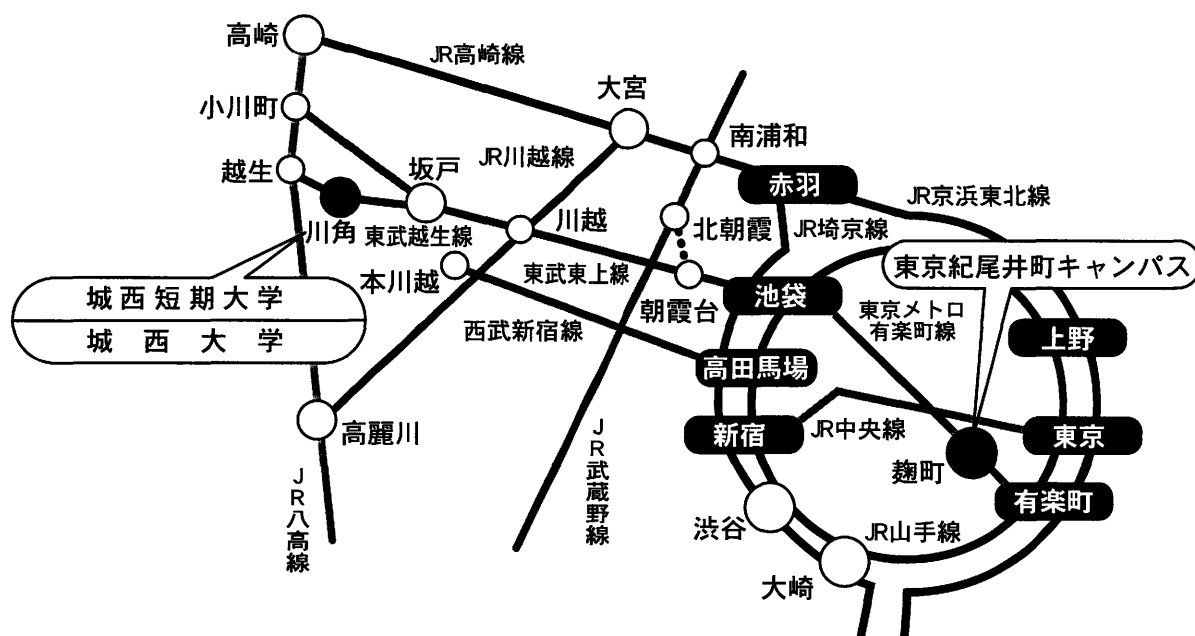 高崎
JR高崎線
大宮
小川町
南浦和
JR川越線
越生
坂戸
赤羽
JR京浜東北線
川角
東武越生線
川越
北朝霞
JR埼京線
東京紀尾井町キャンパス
本川越
東武東上線
朝霞台
池袋
東京メトロ
有楽町線
城西短期大学
城西大学
西武新宿線
上野
高田馬場
高麗川
新宿
JR中央線
東京
麹町
JR武蔵野線
JR八高線
有楽町
渋谷
JR山手線
大崎